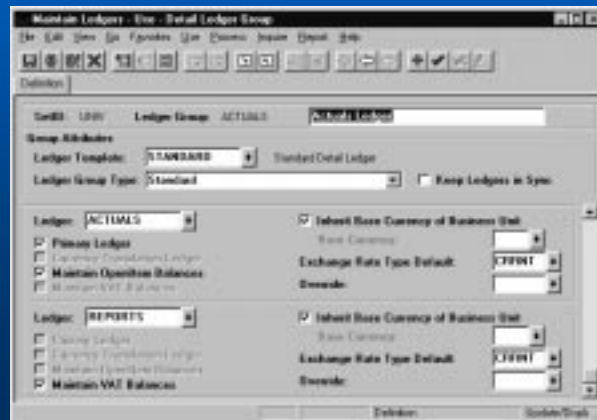 Maintain Ledgers - Use - Detail Ledger Group
File Edit View Go Favorites Use Process Inquire Report Help
Definition
SetID: UNIV Ledger Group: ACTUALS Actuals Ledger
Group Attributes
Ledger Template: STANDARD Standard Detail Ledger
Ledger Group Type: Standard Keep Ledgers in Sync
Ledger: ACTUALS Inherit Base Currency of Business Unit
Primary Ledger Base Currency:
Currency Translation Ledger Exchange Rate Type Default: CRRNT
Maintain OpenItem Balances Override:
Maintain VAT Balances
Ledger: REPORTS Inherit Base Currency of Business Unit
Primary Ledger Base Currency:
Currency Translation Ledger Exchange Rate Type Default: CRRNT
Maintain OpenItem Balances Override:
Maintain VAT Balances
Definition Update/Display